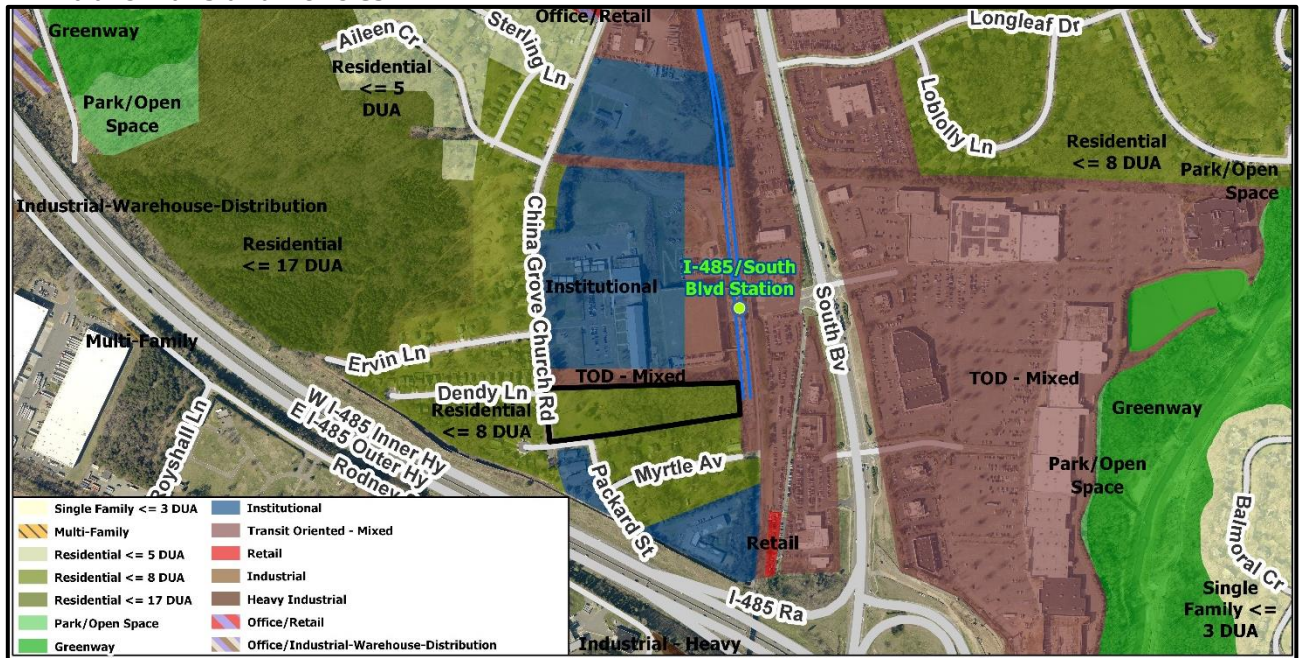 Office/Retail
Greenway
Aileen Cr
Sterling Ln
Longleaf Dr
Residential
<= 5
DUA
Park/Open
Space
Loblolly Ln
Residential
<= 8 DUA
Park/Open
Space
Industrial-Warehouse-Distribution
Residential
<= 17 DUA
China Grove Church Rd
Institutional
I-485/South
Blvd Station
South Bv
Multi-Family
Ervin Ln
TOD - Mixed
TOD - Mixed
Dendy Ln
Residential
<= 8 DUA
Greenway
W I-485 Inner Hy
E I-485 Outer Hy
Royshall Ln
Rodney
Myrtle Av
Packard St
Park/Open
Space
Balmoral Cr
Retail
Single
Family <=
3 DUA
I-485 Ra
Industrial - Heavy
Single Family <= 3 DUA
Multi-Family
Residential <= 5 DUA
Residential <= 8 DUA
Residential <= 17 DUA
Park/Open Space
Greenway
Institutional
Transit Oriented - Mixed
Retail
Industrial
Heavy Industrial
Office/Retail
Office/Industrial-Warehouse-Distribution